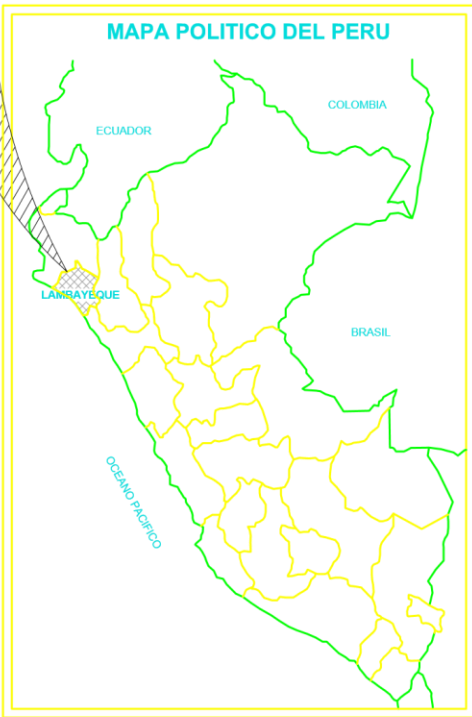 MAPA POLITICO DEL PERU
COLOMBIA
ECUADOR
LAMBAYEQUE
BRASIL
OCEANO PACIFICO